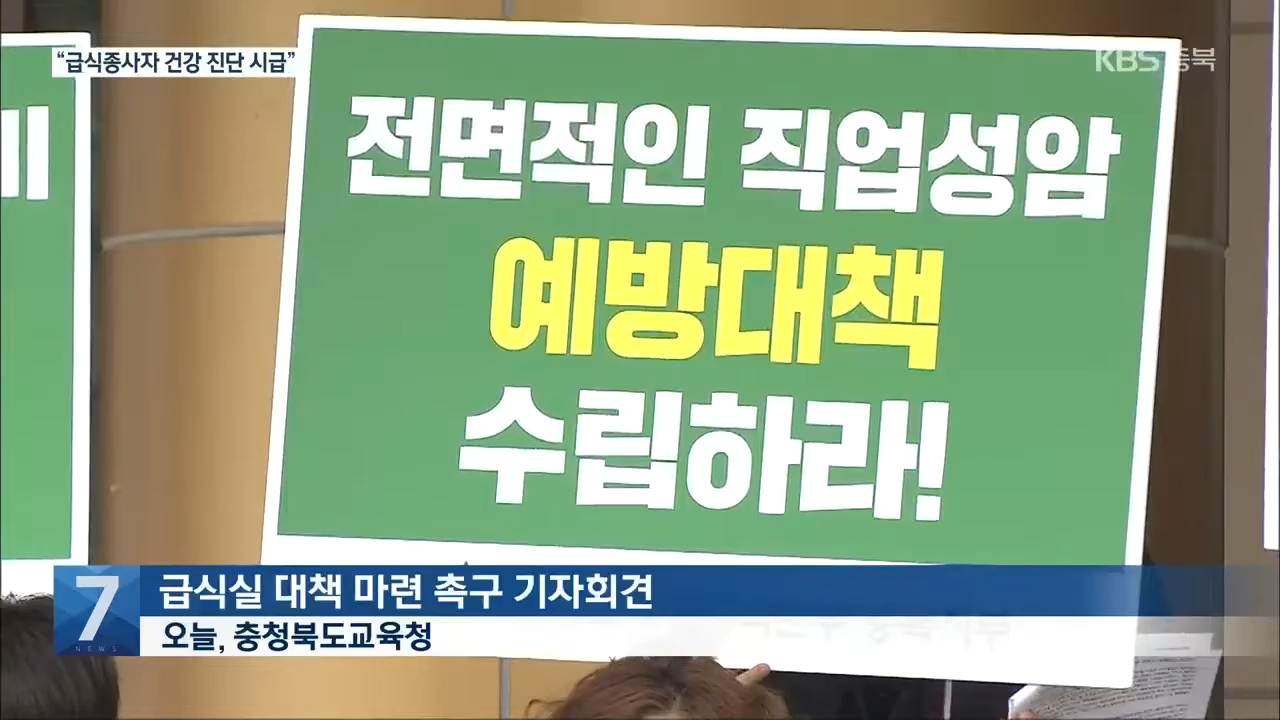 “급식종사자 건강 진단 시급”
KBS 충북
전면적인 직업성암
예방대책
수립하라!
7
NEWS
급식실 대책 마련 촉구 기자회견
오늘, 충청북도교육청